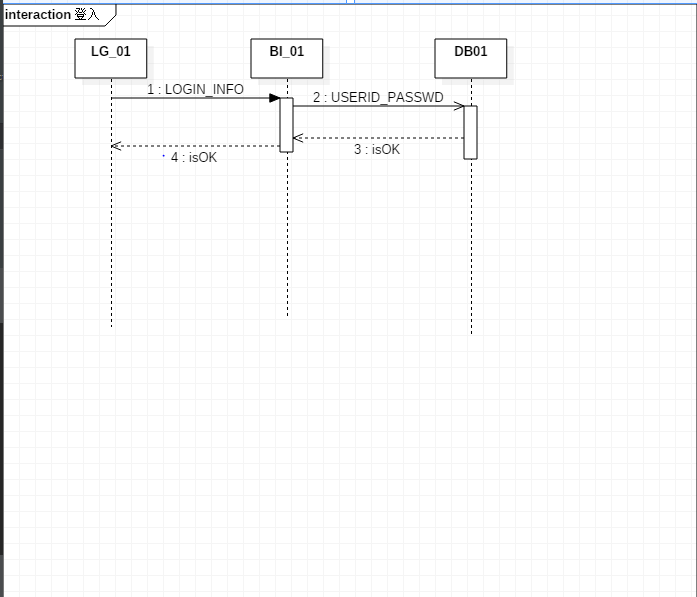 interaction 登入
LG_01
BI_01
DB01
1 : LOGIN_INFO
2 : USERID_PASSWD
3 : isOK
4 : isOK